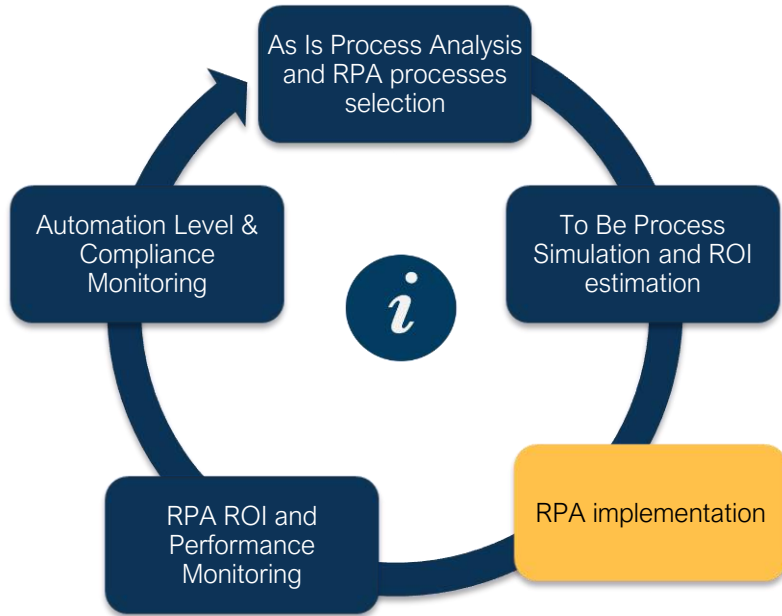 As Is Process Analysis
and RPA processes
selection
Automation Level &
Compliance
Monitoring
To Be Process
Simulation and ROI
estimation
i
RPA ROI and
Performance
Monitoring
RPA implementation